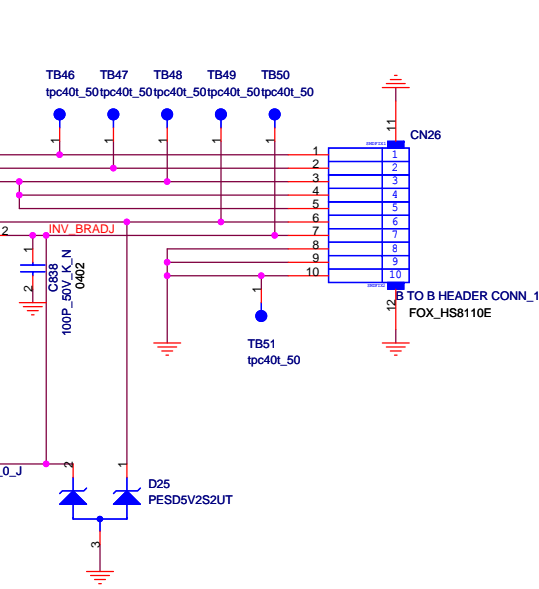 TB46 TB47 TB48 TB49 TB50
tpc40t_50 tpc40t_50 tpc40t_50 tpc40t_50 tpc40t_50
1 1 1 1 1
11
CN26
1 1
2 2
3 3
4 4
5 5
6 6
7 7
8 8
9 9
10 10
2
INV_BRADJ
1
2
C838
100P_50V_K_N
0402
1
TB51
tpc40t_50
12
B TO B HEADER CONN_1
FOX_HS8110E
_0_J
2 1
D25
PESD5V2S2UT
3